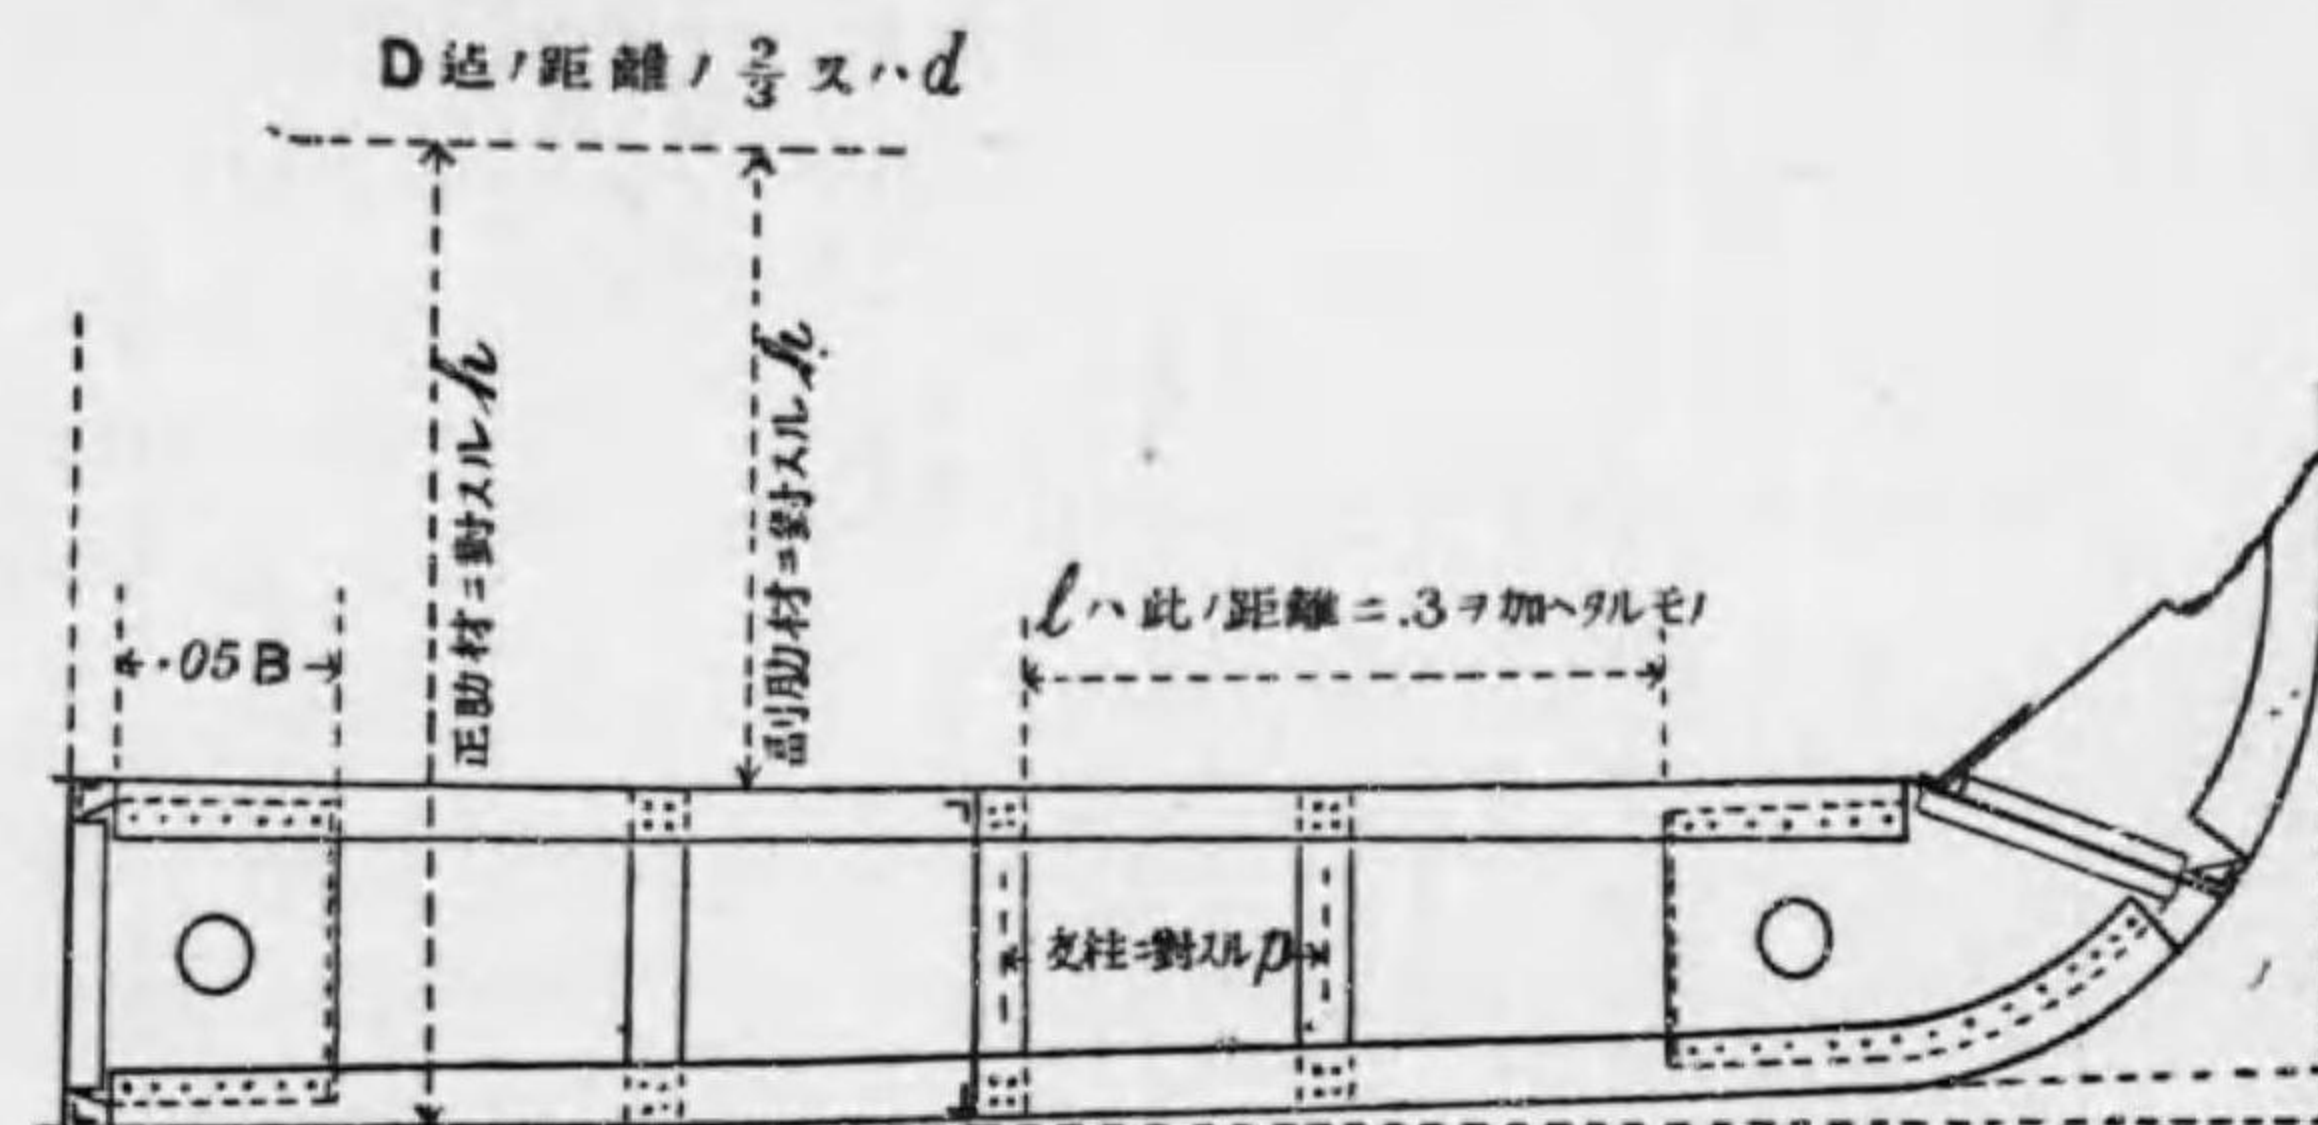 D迄ノ距離ノ2/3又ハd
正肋材ニ對スルh
副肋材ニ對スルh
lハ此ノ距離ニ.3ヲ加ヘタルモノ
.05B
支柱ニ對スルp